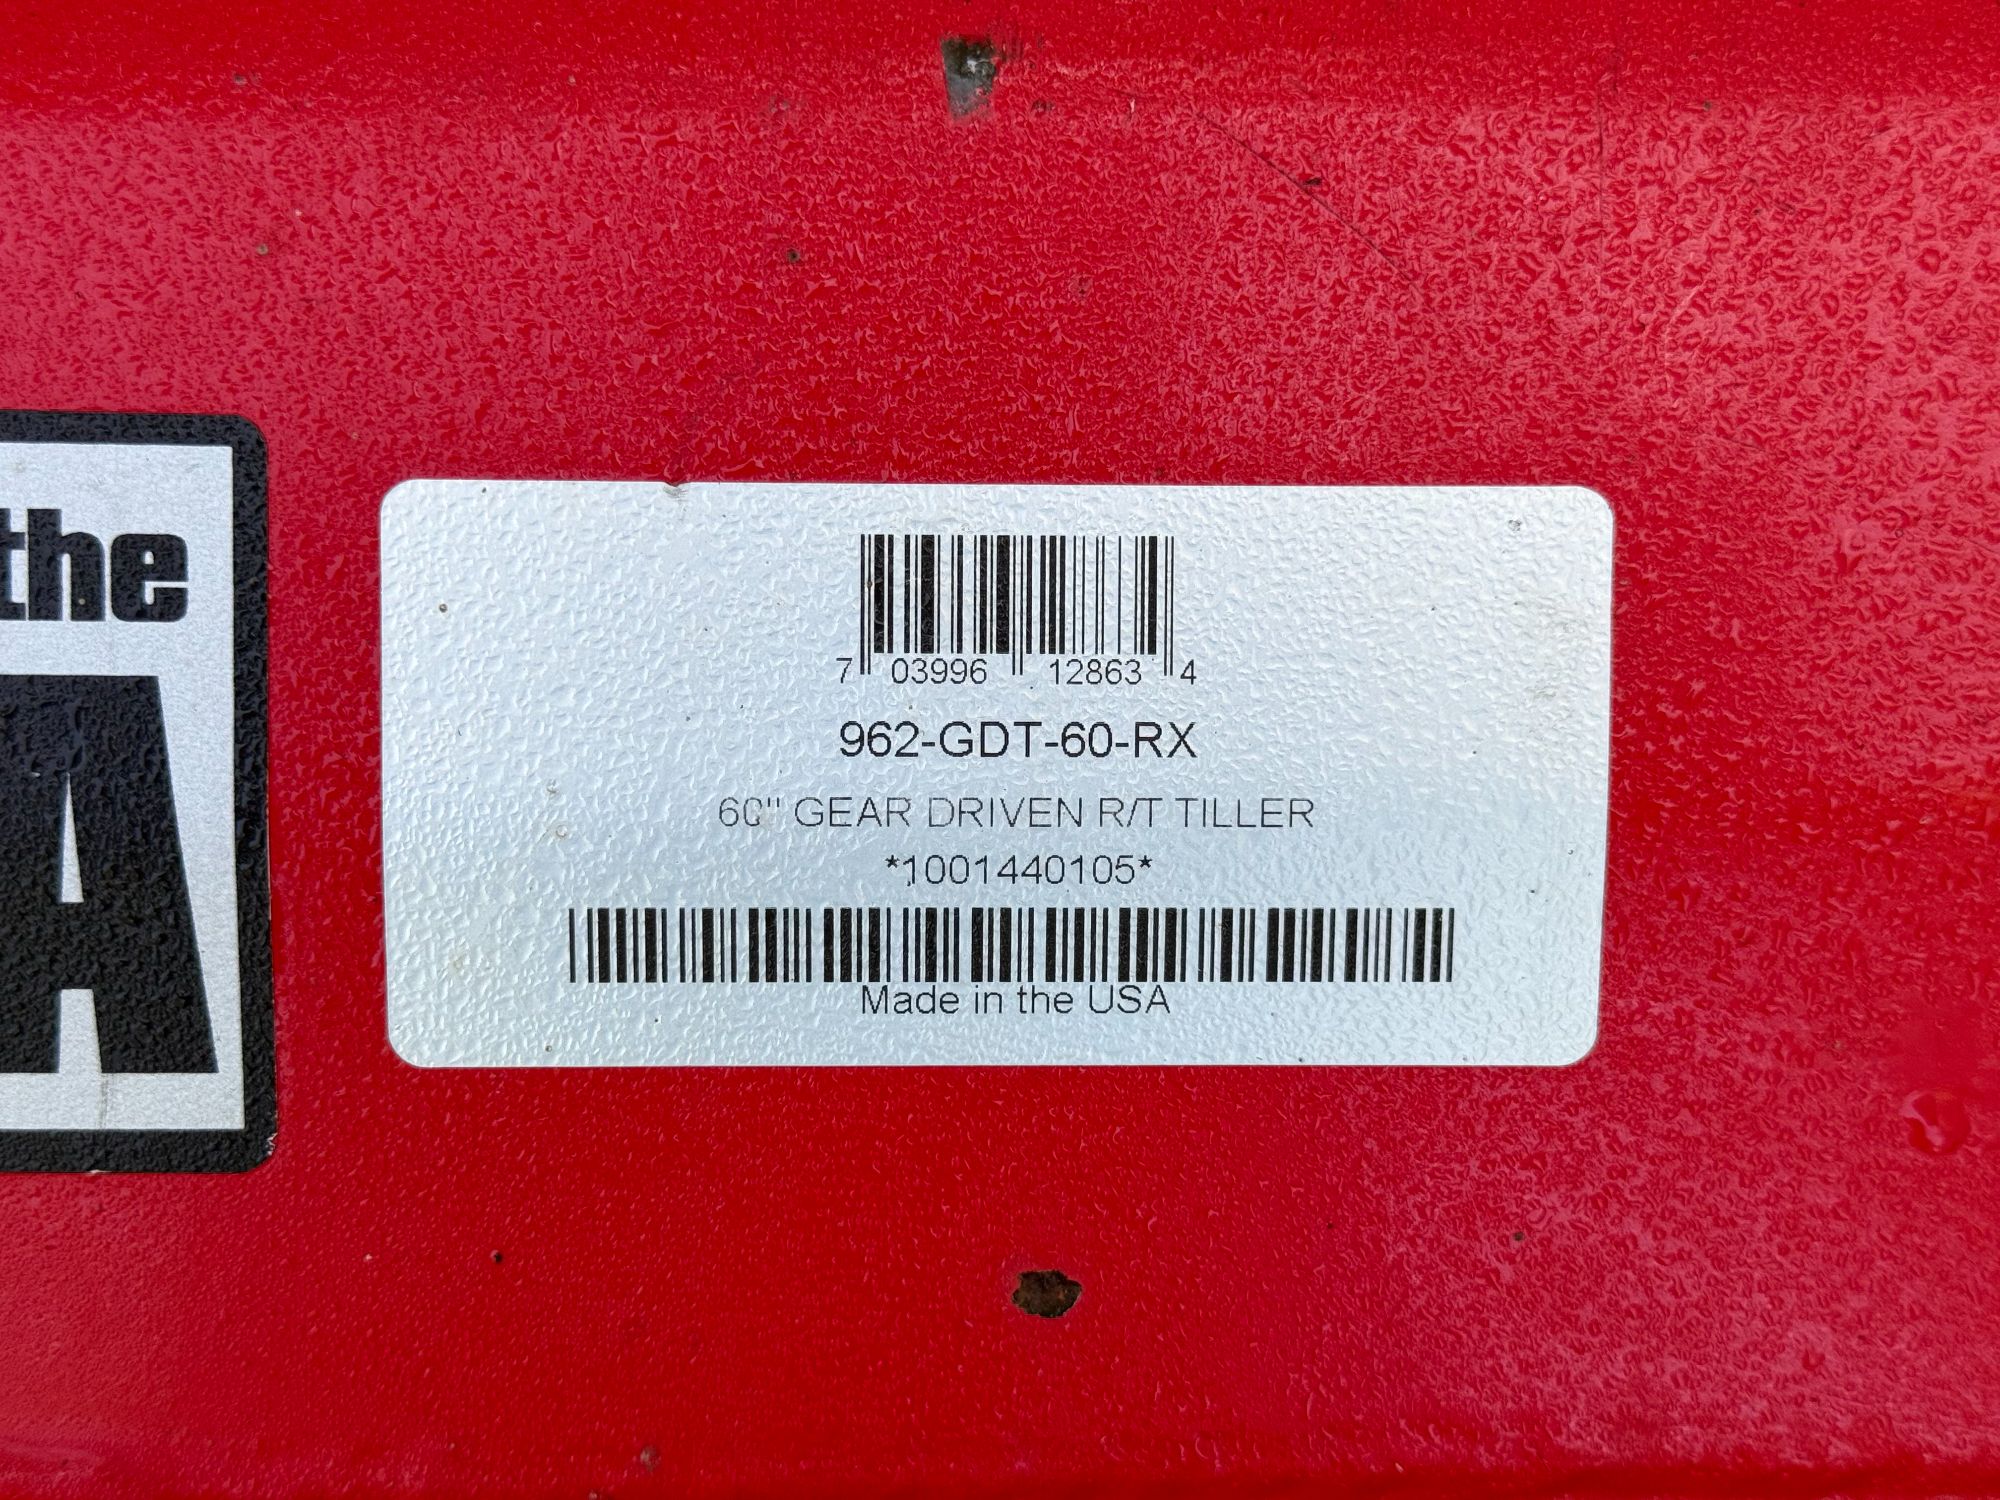 the
A
7 03996 12863 4
962-GDT-60-RX
60" GEAR DRIVEN R/T TILLER
*1001440105*
Made in the USA